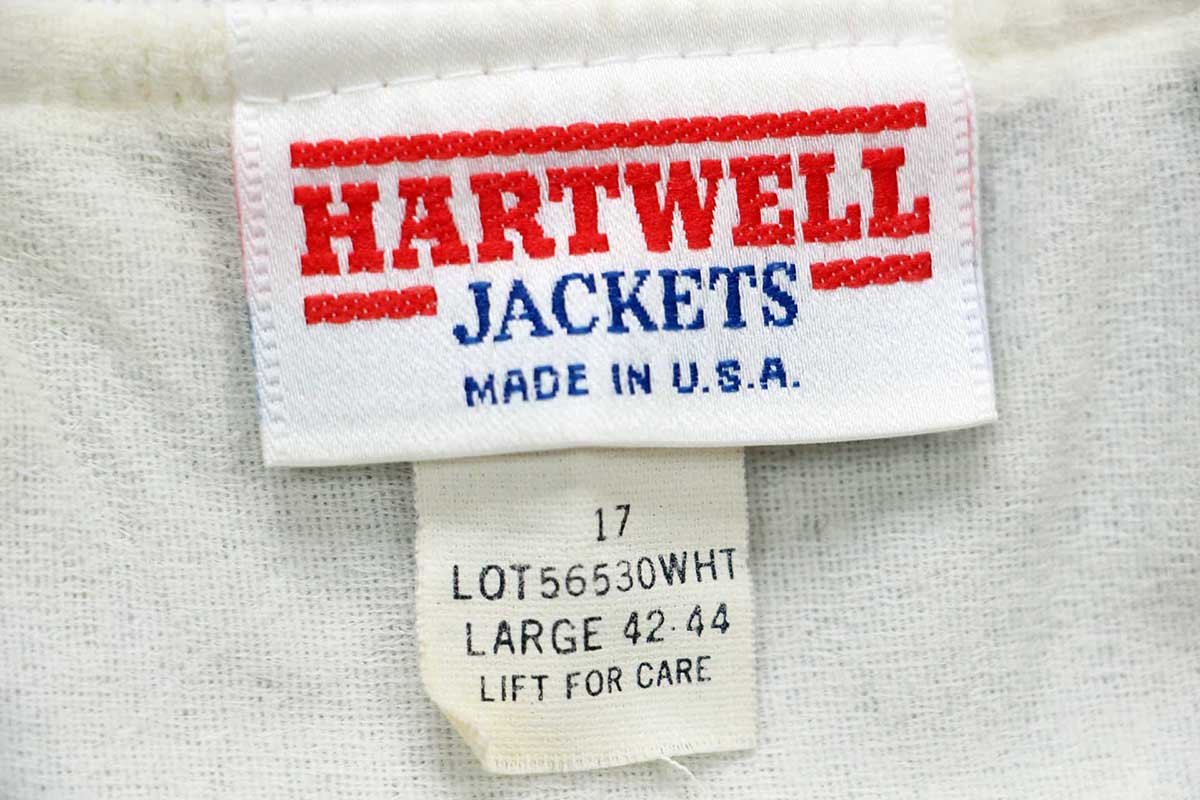 HARTWELL
JACKETS
MADE IN U.S.A.
17
LOT56530WHT
LARGE 42-44
LIFT FOR CARE